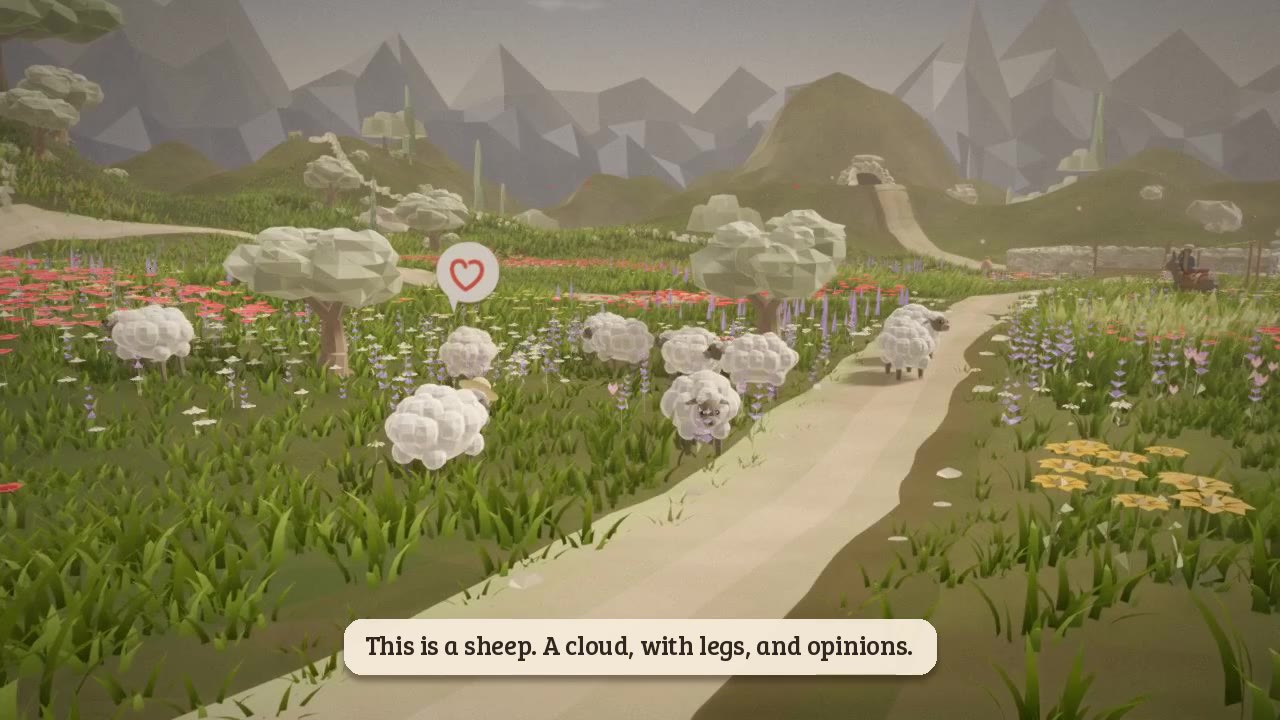 This is a sheep. A cloud, with legs, and opinions.